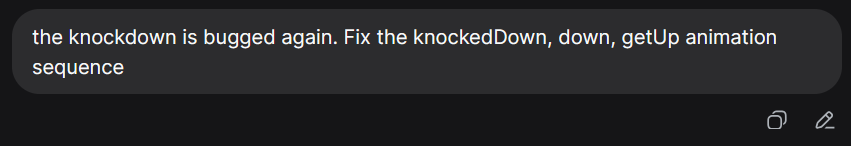 the knockdown is bugged again. Fix the knockedDown, down, getUp animation
sequence